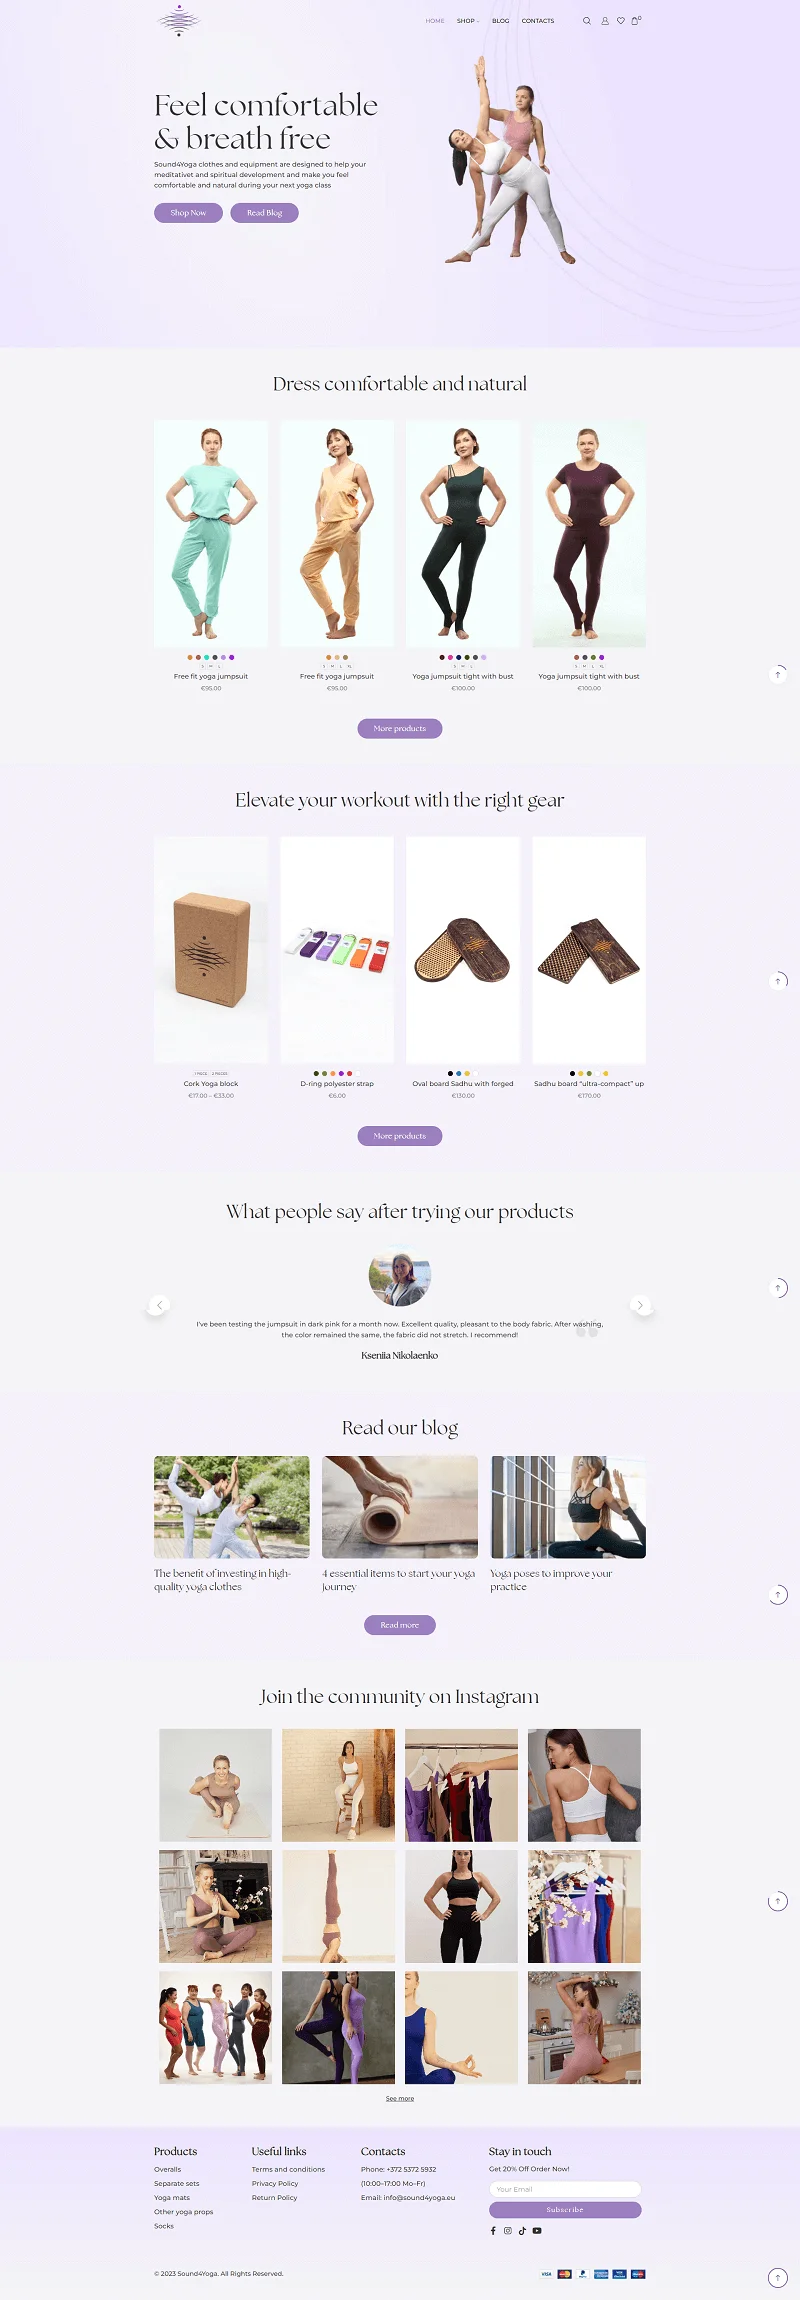 HOME SHOP BLOG CONTACTS
0
Feel comfortable
& breath free
Sound4Yoga clothes and equipment are designed to help your
meditativet and spiritual development and make you feel
comfortable and natural during your next yoga class
Shop Now Read Blog
Dress comfortable and natural
S M L
Free fit yoga jumpsuit
€95.00
S M L XL
Free fit yoga jumpsuit
€95.00
S M L
Yoga jumpsuit tight with bust
€100.00
S M L XL
Yoga jumpsuit tight with bust
€100.00
More products
Elevate your workout with the right gear
1 PIECE 2 PIECES
Cork Yoga block
€17.00 – €33.00
D-ring polyester strap
€6.00
Oval board Sadhu with forged
€130.00
Sadhu board "ultra-compact" up
€170.00
More products
What people say after trying our products
I've been testing the jumpsuit in dark pink for a month now. Excellent quality, pleasant to the body fabric. After washing,
the color remained the same, the fabric did not stretch. I recommend!
Kseniia Nikolaenko
Read our blog
The benefit of investing in high-
quality yoga clothes
4 essential items to start your yoga
journey
Yoga poses to improve your
practice
Read more
Join the community on Instagram
See more
Products
Overalls
Separate sets
Yoga mats
Other yoga props
Socks
Useful links
Terms and conditions
Privacy Policy
Return Policy
Contacts
Phone: +372 5372 5932
(10:00–17:00 Mo–Fr)
Email: info@sound4yoga.eu
Stay in touch
Get 20% Off Order Now!
Your Email
Subscribe
© 2023 Sound4Yoga. All Rights Reserved.
VISA